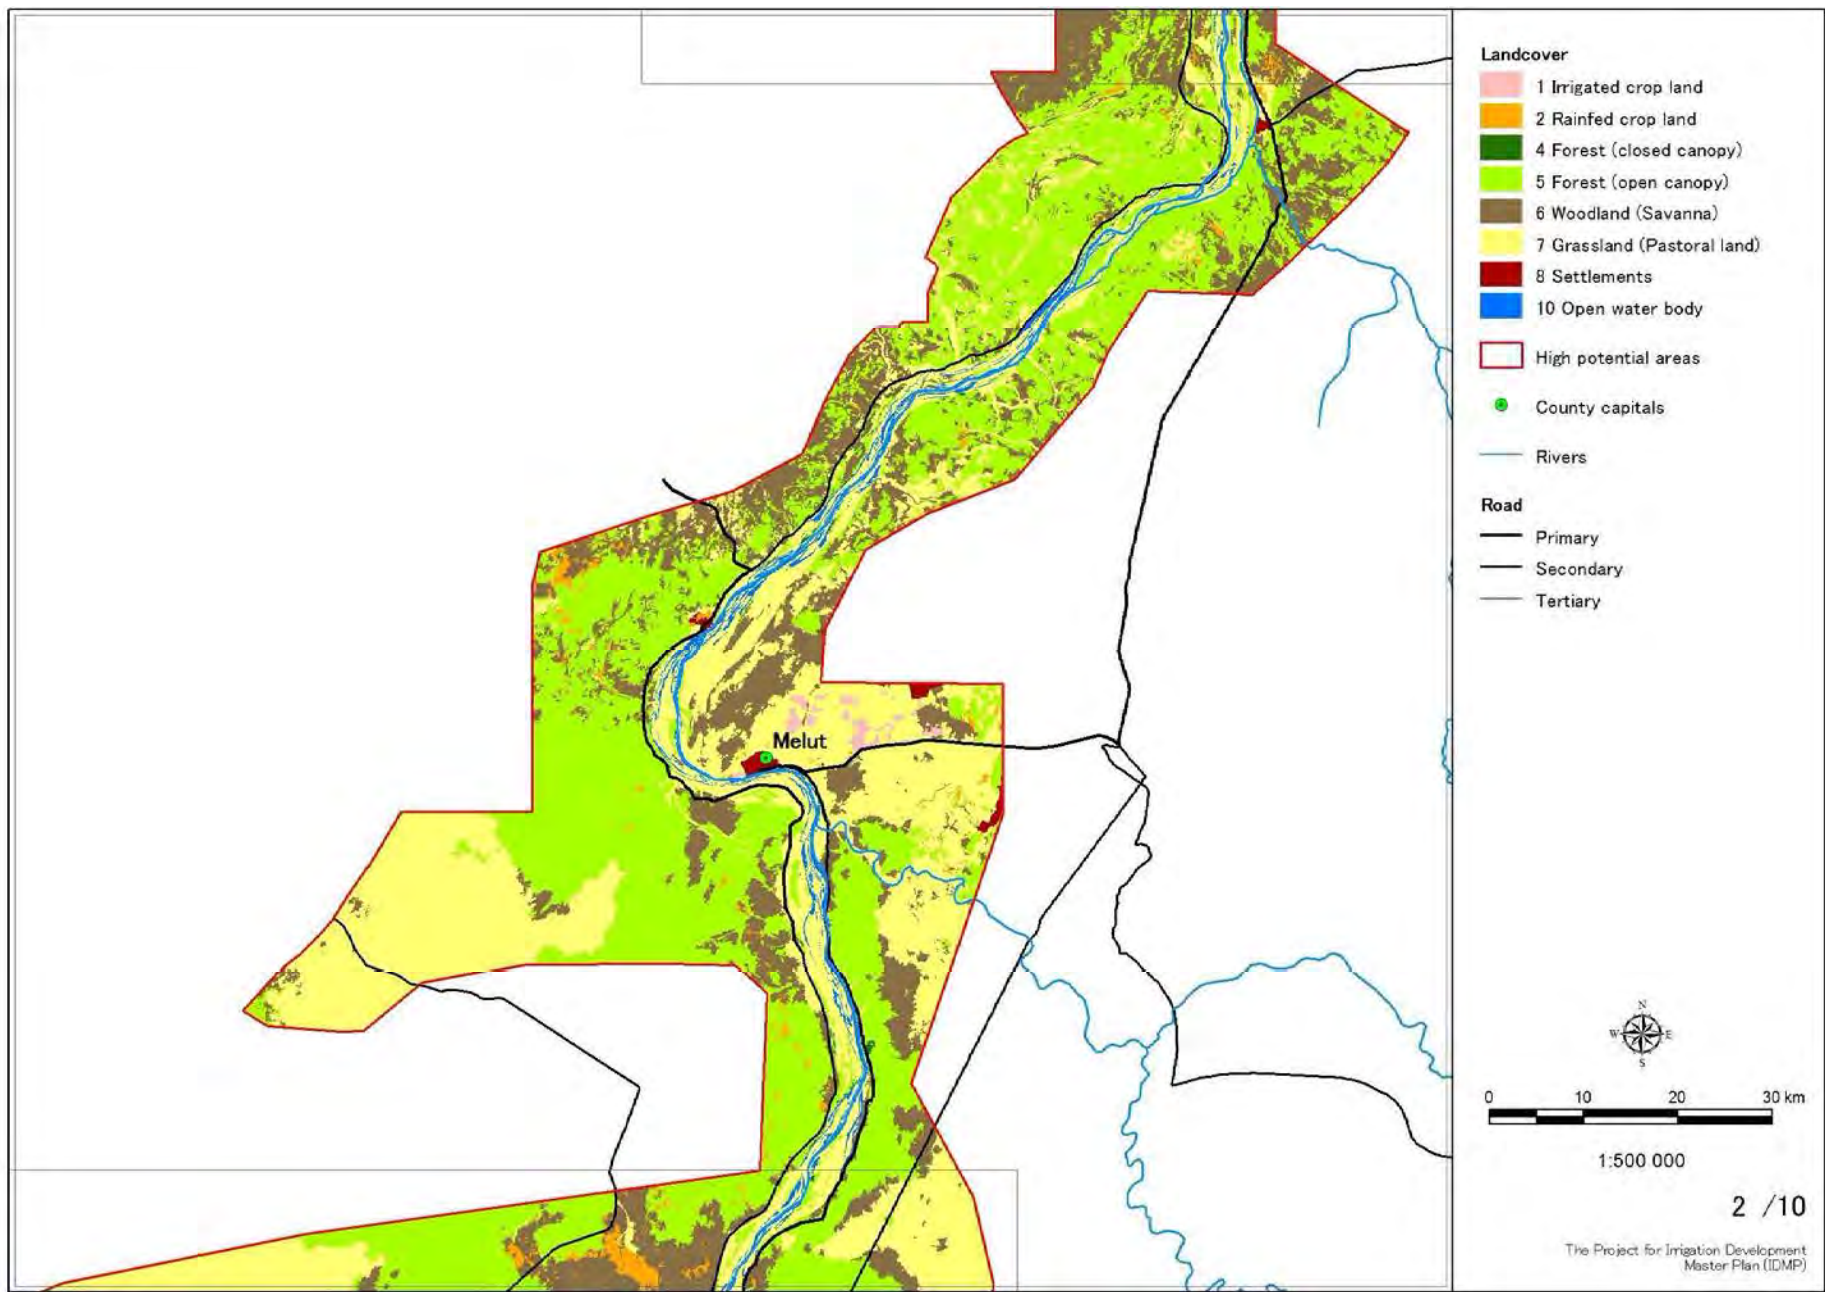 Melut
Landcover
1 Irrigated crop land
2 Rainfed crop land
4 Forest (closed canopy)
5 Forest (open canopy)
6 Woodland (Savanna)
7 Grassland (Pastoral land)
8 Settlements
10 Open water body
High potential areas
County capitals
Rivers
Road
Primary
Secondary
Tertiary
N
W E
S
0 10 20 30 km
1:500 000
2 /10
The Project for Irrigation Development
Master Plan (IDMP)